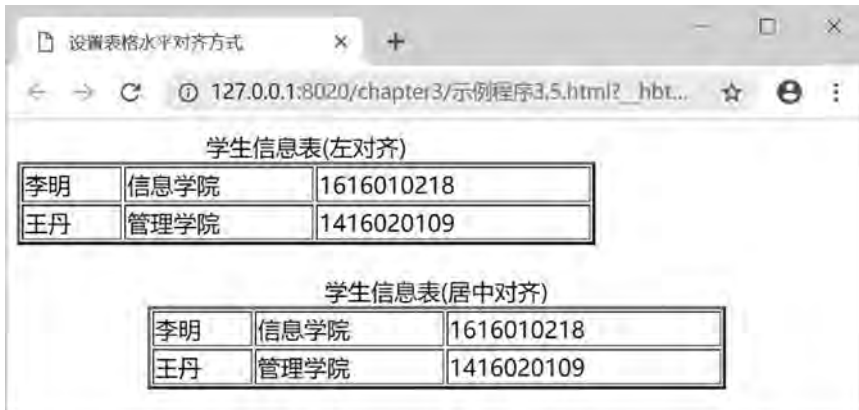 设置表格水平对齐方式
127.0.0.1:8020/chapter3/示例程序3.5.html?__hbt...
学生信息表(左对齐)
李明 信息学院 1616010218
王丹 管理学院 1416020109
学生信息表(居中对齐)
李明 信息学院 1616010218
王丹 管理学院 1416020109